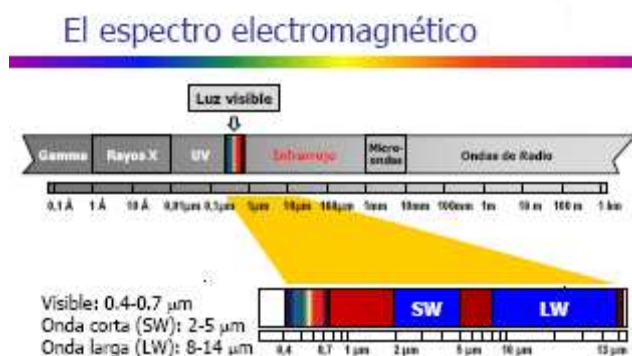 El espectro electromagnético
Luz visible
Gamma Rayos X UV Infrarrojo Micro-ondas Ondas de Radio
0,1 Å 1 Å 10 Å 0,01μm 0,1μm 1μm 10μm 100μm 1mm 10mm 100mm 1m 10 m 100 m 1 km
Visible: 0.4-0.7 μm
Onda corta (SW): 2-5 μm
Onda larga (LW): 8-14 μm
SW LW
0,4 0,7 1 μm 2 μm 5 μm 10 μm 13 μm